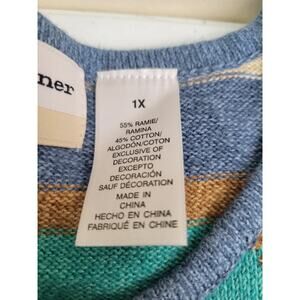 ner
1X
55% RAMIE/
RAMINA
45% COTTON/
ALGODÓN/COTON
EXCLUSIVE OF
DECORATION
EXCEPTO
DECORACIÓN
SAUF DÉCORATION
MADE IN
CHINA
HECHO EN CHINA
FABRIQUÉ EN CHINE